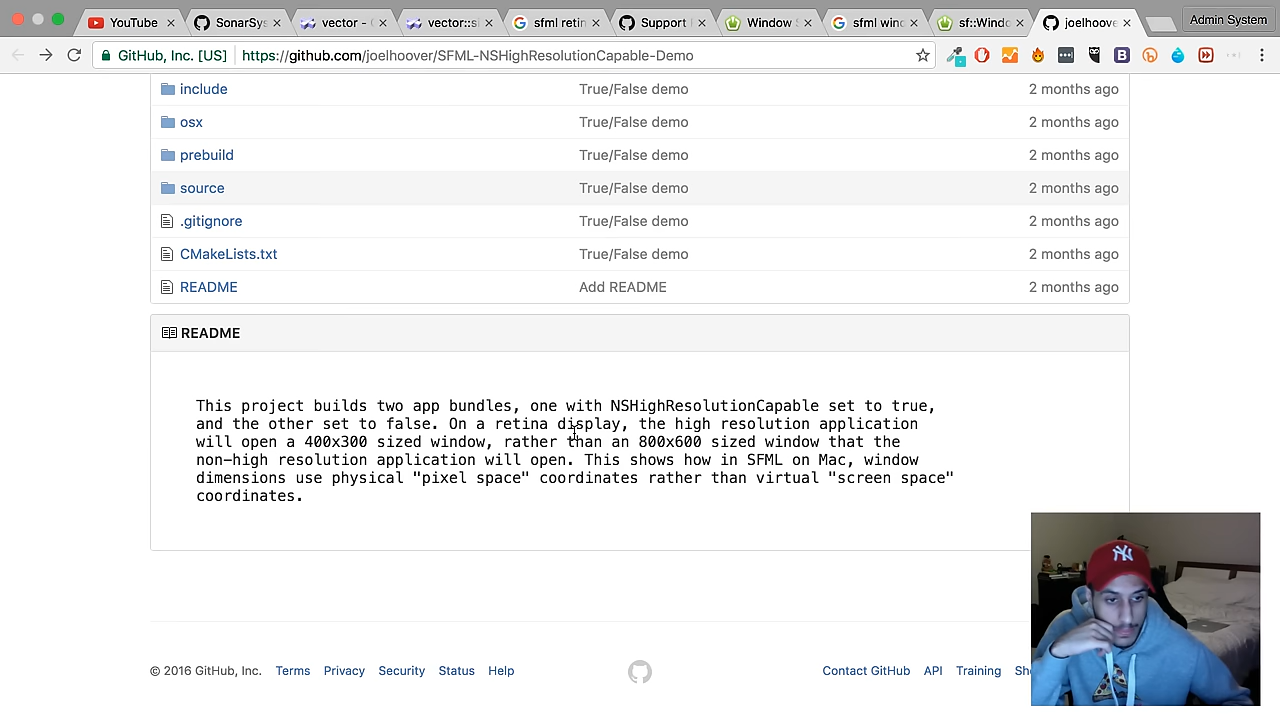 YouTube
SonarSys
vector -
vector::si
sfml retin
Support
Window
sfml wind
sf::Windo
joelhoove
Admin System
GitHub, Inc. [US]
https://github.com/joelhoover/SFML-NSHighResolutionCapable-Demo
include True/False demo 2 months ago
osx True/False demo 2 months ago
prebuild True/False demo 2 months ago
source True/False demo 2 months ago
.gitignore True/False demo 2 months ago
CMakeLists.txt True/False demo 2 months ago
README Add README 2 months ago
README
This project builds two app bundles, one with NSHighResolutionCapable set to true,
and the other set to false. On a retina display, the high resolution application
will open a 400x300 sized window, rather than an 800x600 sized window that the
non-high resolution application will open. This shows how in SFML on Mac, window
dimensions use physical "pixel space" coordinates rather than virtual "screen space"
coordinates.
© 2016 GitHub, Inc. Terms Privacy Security Status Help
Contact GitHub API Training